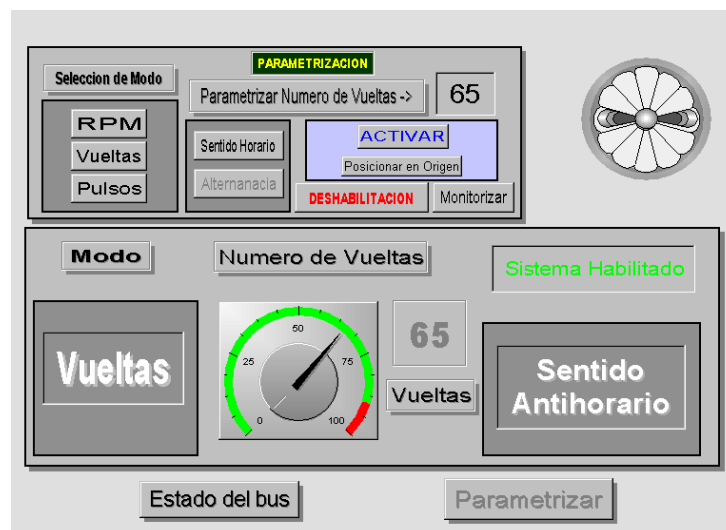 PARAMETRIZACION
Seleccion de Modo
Parametrizar Numero de Vueltas ->
65
RPM
Vueltas
Pulsos
Sentido Horario
Alternanacia
ACTIVAR
Posicionar en Origen
DESHABILITACION
Monitorizar
Modo
Numero de Vueltas
Sistema Habilitado
Vueltas
0
25
50
75
100
65
Vueltas
Sentido
Antihorario
Estado del bus
Parametrizar